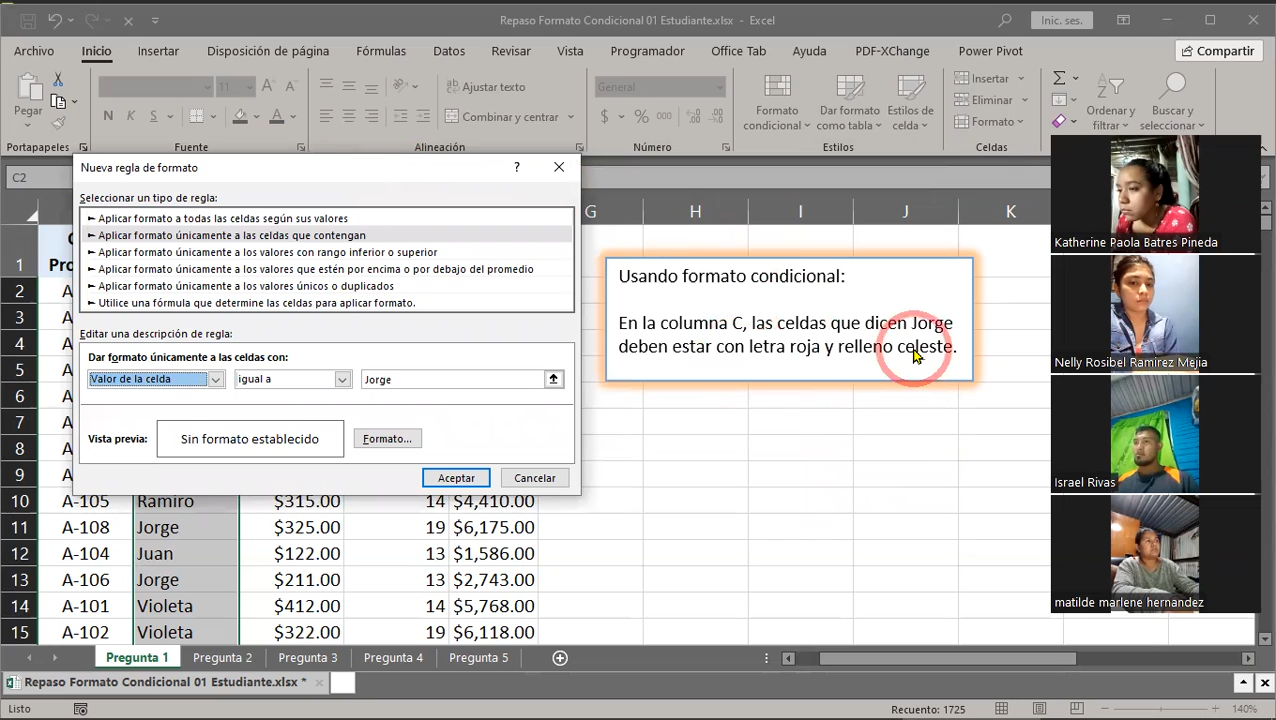 Repaso Formato Condicional 01 Estudiante.xlsx - Excel
Inic. ses.
Archivo Inicio Insertar Disposición de página Fórmulas Datos Revisar Vista Programador Office Tab Ayuda PDF-XChange Power Pivot Compartir
Pegar
Portapapeles
11
N K S
Fuente
ab Ajustar texto
Combinar y centrar
Alineación
General
$ % 000
Número
Formato condicional
Dar formato como tabla
Estilos de celda
Estilos
Insertar
Eliminar
Formato
Celdas
Ordenar y filtrar
Buscar y seleccionar
C2
Nueva regla de formato ?
Seleccionar un tipo de regla:
► Aplicar formato a todas las celdas según sus valores
► Aplicar formato únicamente a las celdas que contengan
► Aplicar formato únicamente a los valores con rango inferior o superior
► Aplicar formato únicamente a los valores que estén por encima o por debajo del promedio
► Aplicar formato únicamente a los valores únicos o duplicados
► Utilice una fórmula que determine las celdas para aplicar formato.
Editar una descripción de regla:
Dar formato únicamente a las celdas con:
Valor de la celda igual a Jorge
Vista previa: Sin formato establecido Formato...
Aceptar Cancelar
G H I J K
1
2
3
4
5
6
7
8
9
10 A-105 Ramiro $315.00 14 $4,410.00
11 A-108 Jorge $325.00 19 $6,175.00
12 A-104 Juan $122.00 13 $1,586.00
13 A-106 Jorge $211.00 13 $2,743.00
14 A-101 Violeta $412.00 14 $5,768.00
15 A-102 Violeta $322.00 19 $6,118.00
Usando formato condicional:
En la columna C, las celdas que dicen Jorge
deben estar con letra roja y relleno celeste.
Katherine Paola Batres Pineda
Nelly Rosibel Ramirez Mejia
Israel Rivas
matilde marlene hernandez
Pregunta 1 Pregunta 2 Pregunta 3 Pregunta 4 Pregunta 5
Repaso Formato Condicional 01 Estudiante.xlsx *
Listo
Recuento: 1725
140%